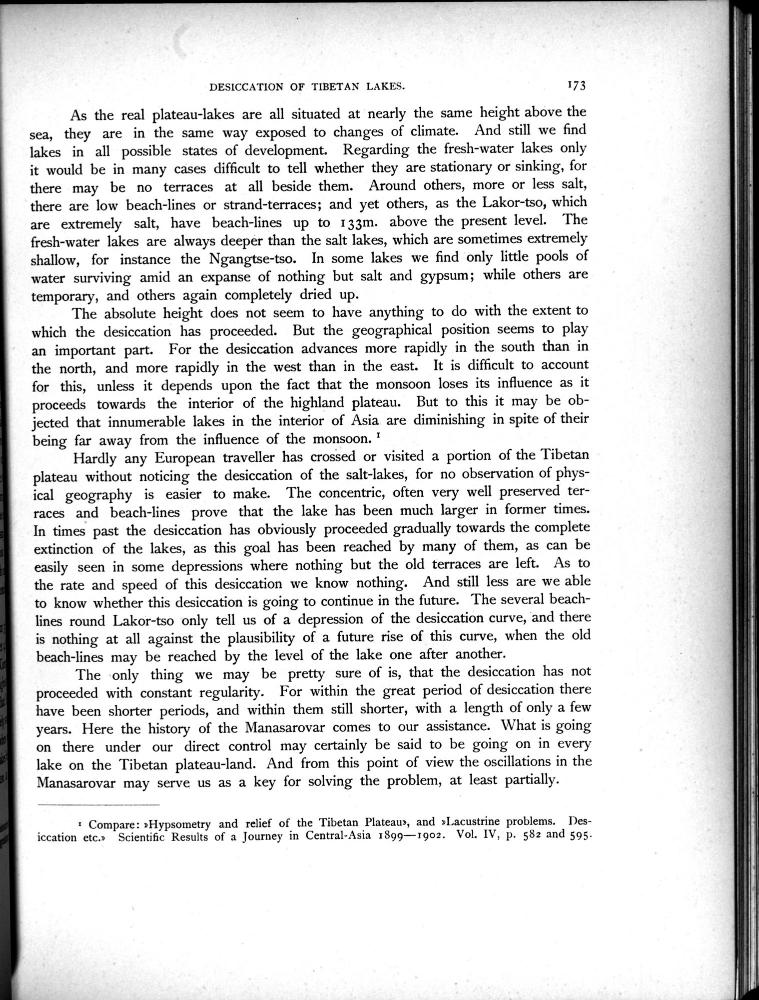 DESICCATION OF TIBETAN LAKES. 173
As the real plateau-lakes are all situated at nearly the same height above the
sea, they are in the same way exposed to changes of climate. And still we find
lakes in all possible states of development. Regarding the fresh-water lakes only
it would be in many cases difficult to tell whether they are stationary or sinking, for
there may be no terraces at all beside them. Around others, more or less salt,
there are low beach-lines or strand-terraces; and yet others, as the Lakor-tso, which
are extremely salt, have beach-lines up to 133m. above the present level. The
fresh-water lakes are always deeper than the salt lakes, which are sometimes extremely
shallow, for instance the Ngangtse-tso. In some lakes we find only little pools of
water surviving amid an expanse of nothing but salt and gypsum; while others are
temporary, and others again completely dried up.
The absolute height does not seem to have anything to do with the extent to
which the desiccation has proceeded. But the geographical position seems to play
an important part. For the desiccation advances more rapidly in the south than in
the north, and more rapidly in the west than in the east. It is difficult to account
for this, unless it depends upon the fact that the monsoon loses its influence as it
proceeds towards the interior of the highland plateau. But to this it may be ob-
jected that innumerable lakes in the interior of Asia are diminishing in spite of their
being far away from the influence of the monsoon. ¹
Hardly any European traveller has crossed or visited a portion of the Tibetan
plateau without noticing the desiccation of the salt-lakes, for no observation of phys-
ical geography is easier to make. The concentric, often very well preserved ter-
races and beach-lines prove that the lake has been much larger in former times.
In times past the desiccation has obviously proceeded gradually towards the complete
extinction of the lakes, as this goal has been reached by many of them, as can be
easily seen in some depressions where nothing but the old terraces are left. As to
the rate and speed of this desiccation we know nothing. And still less are we able
to know whether this desiccation is going to continue in the future. The several beach-
lines round Lakor-tso only tell us of a depression of the desiccation curve, and there
is nothing at all against the plausibility of a future rise of this curve, when the old
beach-lines may be reached by the level of the lake one after another.
The only thing we may be pretty sure of is, that the desiccation has not
proceeded with constant regularity. For within the great period of desiccation there
have been shorter periods, and within them still shorter, with a length of only a few
years. Here the history of the Manasarovar comes to our assistance. What is going
on there under our direct control may certainly be said to be going on in every
lake on the Tibetan plateau-land. And from this point of view the oscillations in the
Manasarovar may serve us as a key for solving the problem, at least partially.
¹ Compare: »Hypsometry and relief of the Tibetan Plateau», and »Lacustrine problems. Des-
iccation etc.» Scientific Results of a Journey in Central-Asia 1899—1902. Vol. IV, p. 582 and 595.